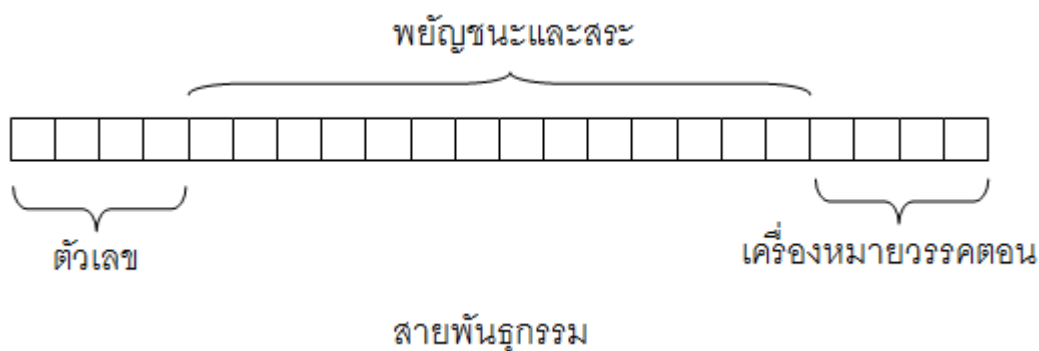 พยัญชนะและสระ
ตัวเลข
เครื่องหมายวรรคตอน
สายพันธุกรรม